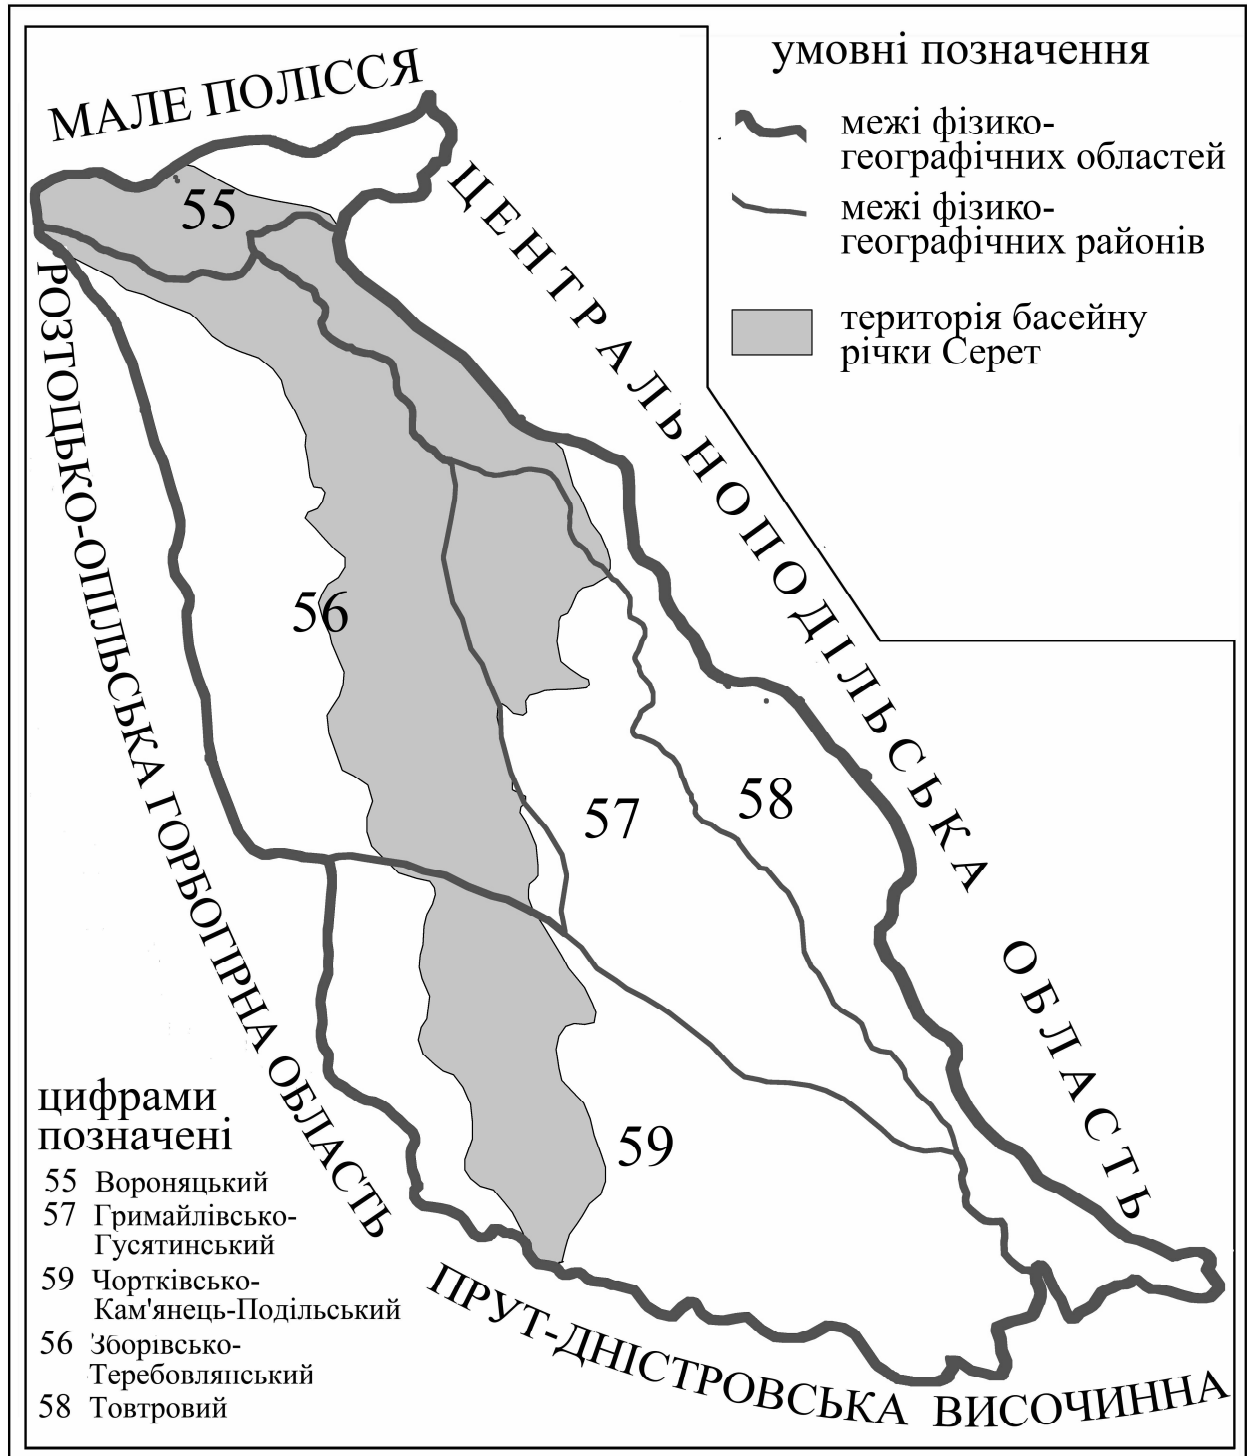 умовні позначення
межі фізико-
географічних областей
межі фізико-
географічних районів
територія басейну
річки Серет
МАЛЕ ПОЛІССЯ
ЦЕНТРАЛЬНОПОДІЛЬСЬКА ОБЛАСТЬ
РОЗТОЦЬКО-ОПІЛЬСЬКА ГОРБОГІРНА ОБЛАСТЬ
55
56
57
58
59
ПРУТ-ДНІСТРОВСЬКА ВИСОЧИННА
цифрами
позначені
55 Вороняцький
57 Гримайлівсько-
Гусятинський
59 Чортківсько-
Кам'янець-Подільський
56 Зборівсько-
Теребовлянський
58 Товтровий